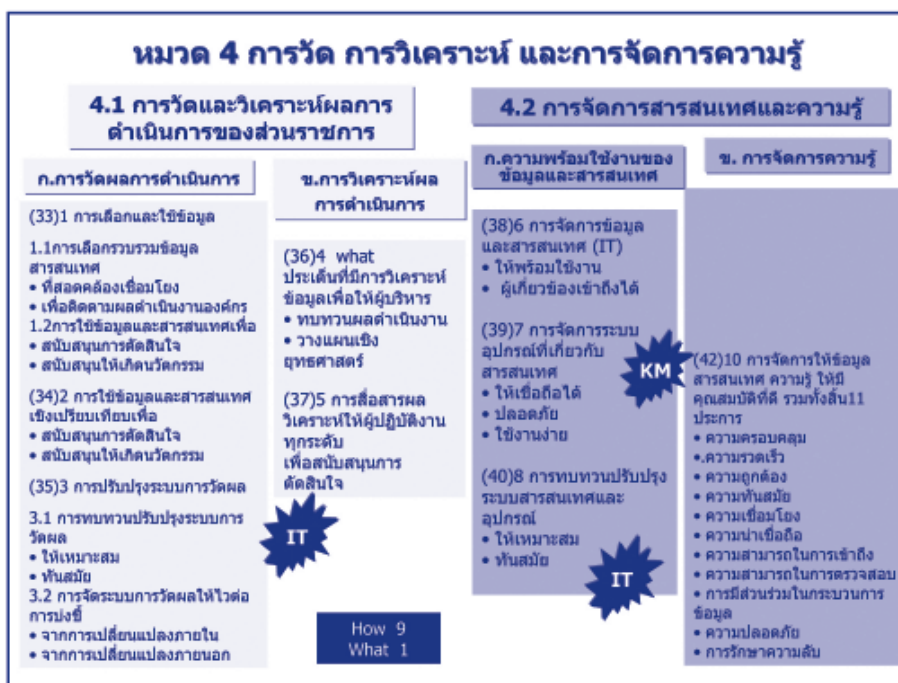 หมวด 4 การวัด การวิเคราะห์ และการจัดการความรู้
4.1 การวัดและวิเคราะห์ผลการ
ดำเนินการของส่วนราชการ
ก.การวัดผลการดำเนินการ
(33)1 การเลือกและใช้ข้อมูล
1.1การเลือกรวบรวมข้อมูล
สารสนเทศ
• ที่สอดคล้องเชื่อมโยง
• เพื่อติดตามผลดำเนินงานองค์กร
1.2การใช้ข้อมูลและสารสนเทศเพื่อ
• สนับสนุนการตัดสินใจ
• สนับสนุนให้เกิดนวัตกรรม
(34)2 การใช้ข้อมูลและสารสนเทศ
เชิงเปรียบเทียบเพื่อ
• สนับสนุนการตัดสินใจ
• สนับสนุนให้เกิดนวัตกรรม
(35)3 การปรับปรุงระบบการวัดผล
3.1 การทบทวนปรับปรุงระบบการ
วัดผล
• ให้เหมาะสม
• ทันสมัย
3.2 การจัดระบบการวัดผลให้ไวต่อ
การบ่งชี้
• จากการเปลี่ยนแปลงภายใน
• จากการเปลี่ยนแปลงภายนอก
ข.การวิเคราะห์ผล
การดำเนินการ
(36)4 what
ประเด็นที่มีการวิเคราะห์
ข้อมูลเพื่อให้ผู้บริหาร
• ทบทวนผลดำเนินงาน
• วางแผนเชิง
ยุทธศาสตร์
(37)5 การสื่อสารผล
วิเคราะห์ให้ผู้ปฏิบัติงาน
ทุกระดับ
เพื่อสนับสนุนการ
ตัดสินใจ
IT
How 9
What 1
4.2 การจัดการสารสนเทศและความรู้
ก.ความพร้อมใช้งานของ
ข้อมูลและสารสนเทศ
(38)6 การจัดการข้อมูล
และสารสนเทศ (IT)
• ให้พร้อมใช้งาน
• ผู้เกี่ยวข้องเข้าถึงได้
(39)7 การจัดการระบบ
อุปกรณ์ที่เกี่ยวกับ
สารสนเทศ
• ให้เชื่อถือได้
• ปลอดภัย
• ใช้งานง่าย
KM
(40)8 การทบทวนปรับปรุง
ระบบสารสนเทศและ
อุปกรณ์
• ให้เหมาะสม
• ทันสมัย
IT
ข. การจัดการความรู้
(42)10 การจัดการให้ข้อมูล
สารสนเทศ ความรู้ ให้มี
คุณสมบัติที่ดี รวมทั้งสิ้น11
ประการ
• ความครอบคลุม
•.ความรวดเร็ว
• ความถูกต้อง
• ความทันสมัย
• ความเชื่อมโยง
• ความน่าเชื่อถือ
• ความสามารถในการเข้าถึง
• ความสามารถในการตรวจสอบ
• การมีส่วนร่วมในกระบวนการ
ข้อมูล
• ความปลอดภัย
• การรักษาความลับ